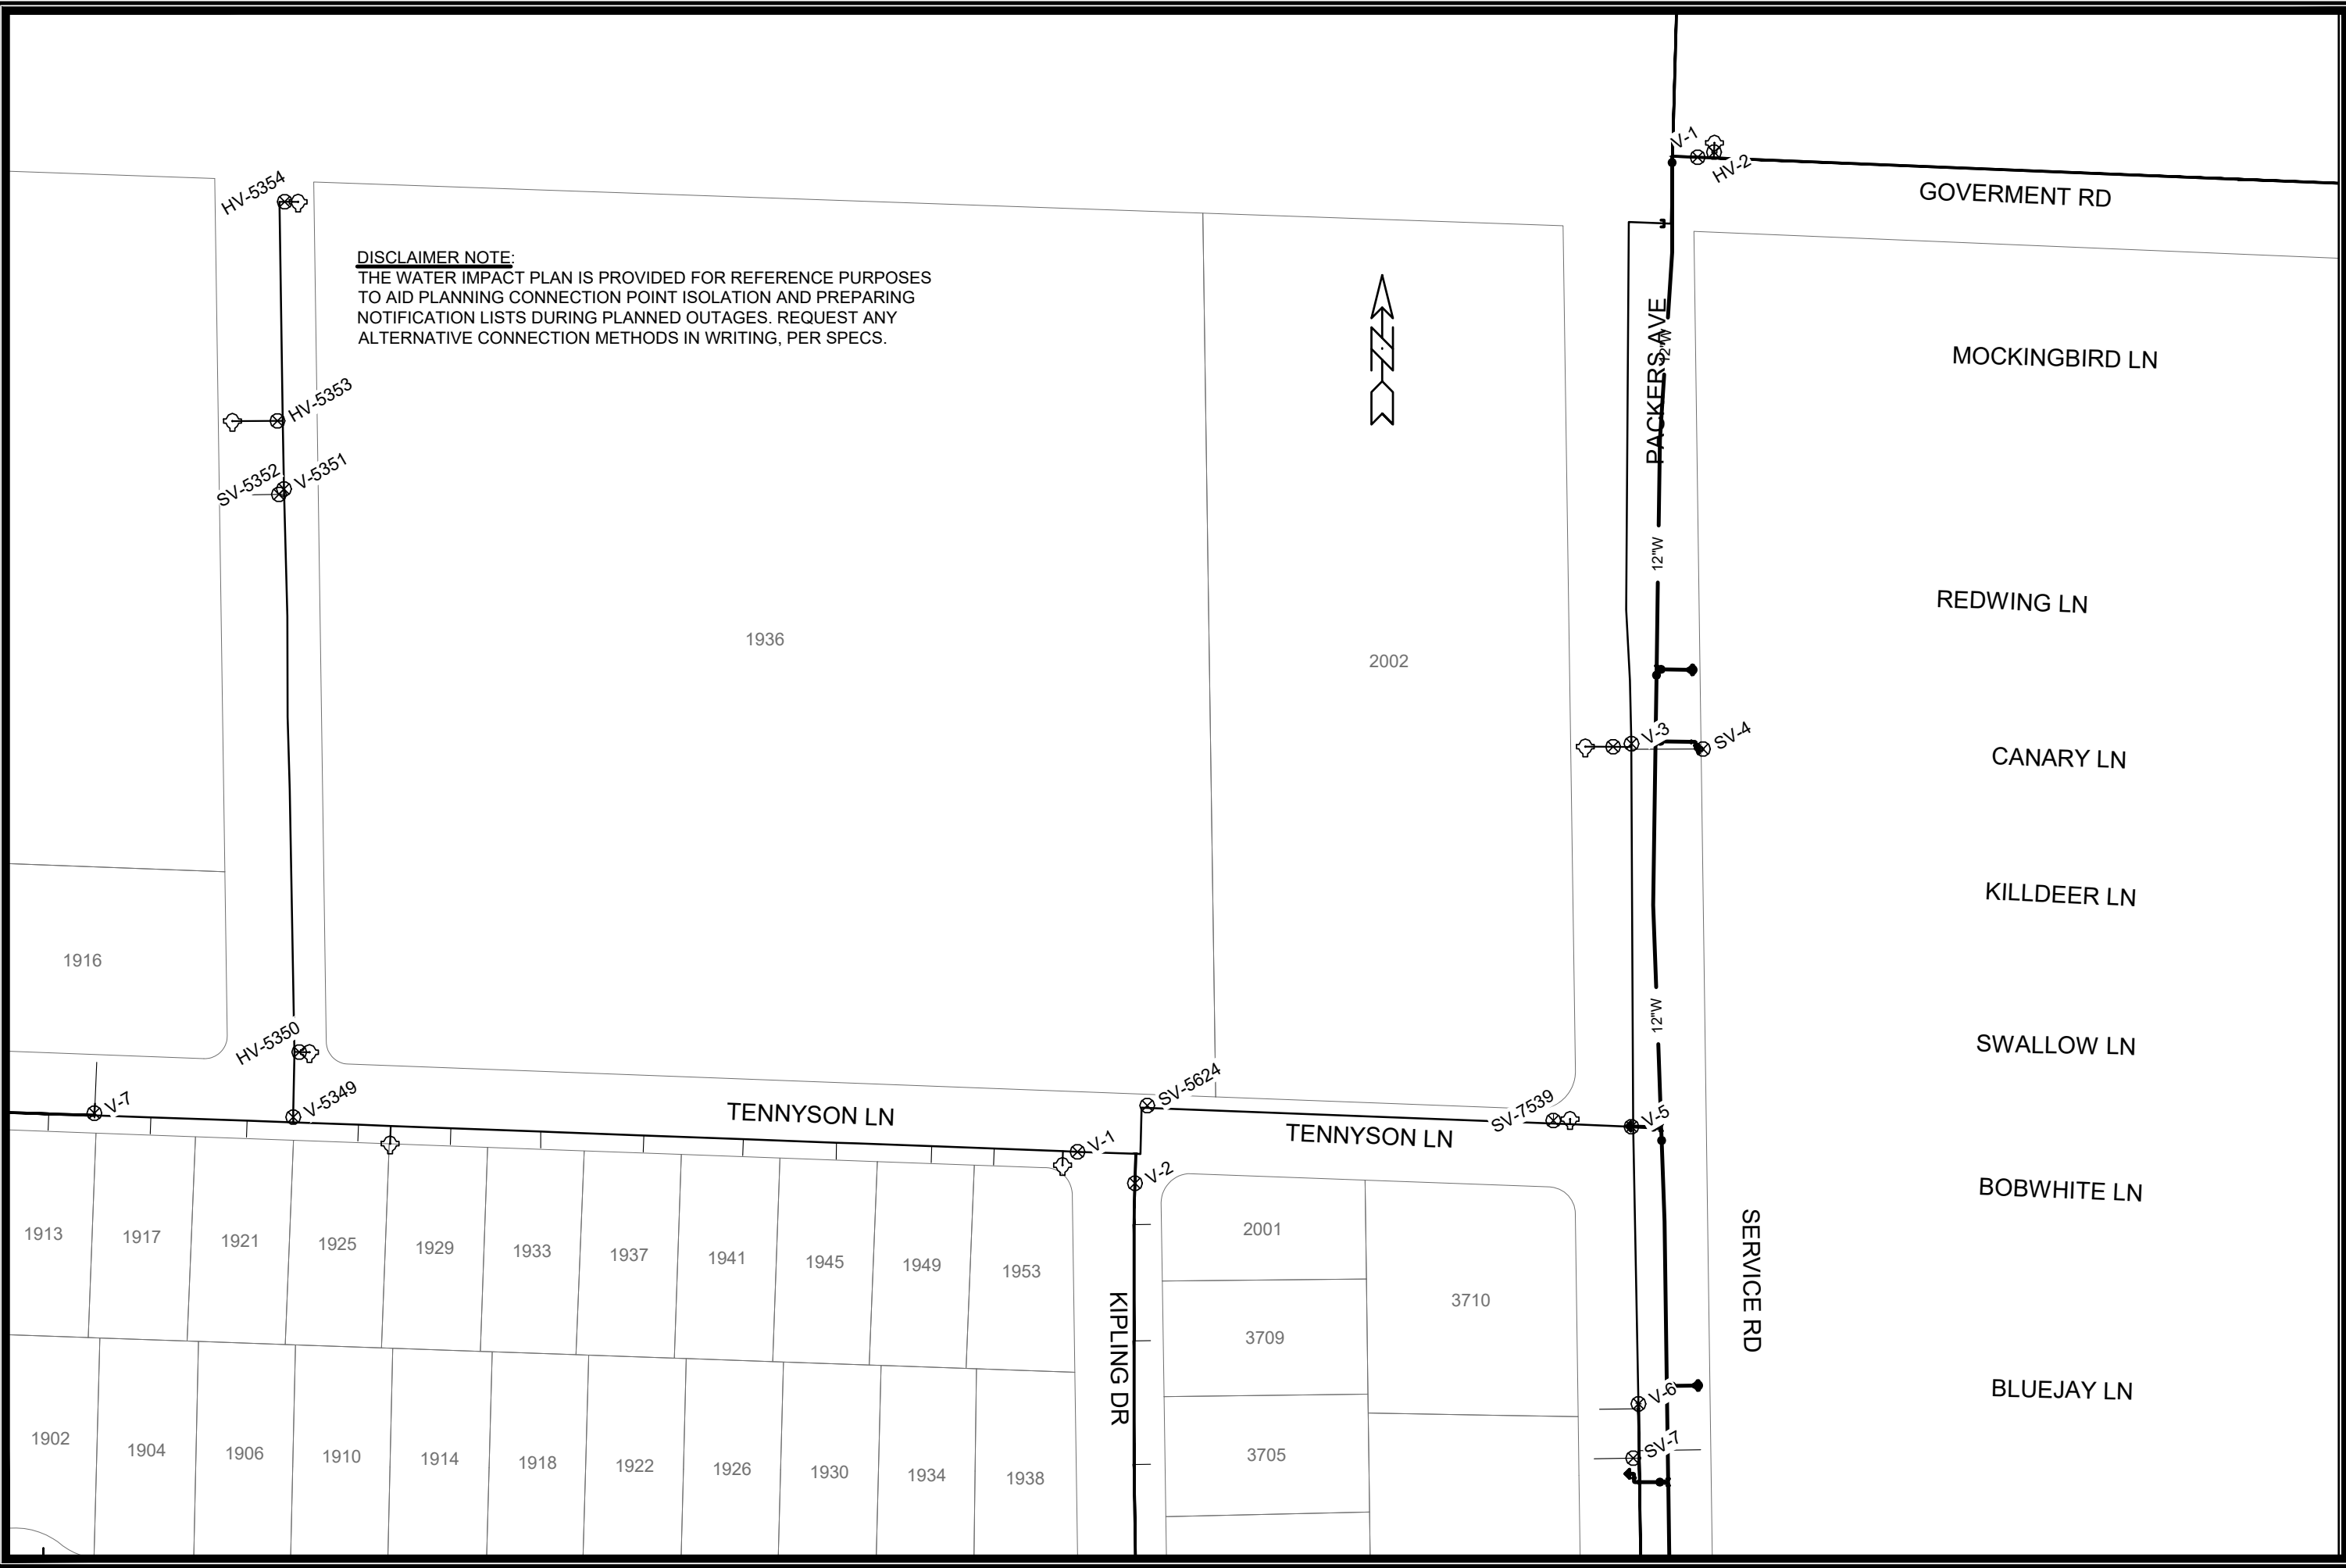 V-1
HV-2
GOVERMENT RD
HV-5354
DISCLAIMER NOTE:
THE WATER IMPACT PLAN IS PROVIDED FOR REFERENCE PURPOSES
TO AID PLANNING CONNECTION POINT ISOLATION AND PREPARING
NOTIFICATION LISTS DURING PLANNED OUTAGES. REQUEST ANY
ALTERNATIVE CONNECTION METHODS IN WRITING, PER SPECS.
N
PACKERS AVE
12"W
MOCKINGBIRD LN
HV-5353
SV-5352
V-5351
12"W
REDWING LN
1936
2002
V-3
SV-4
CANARY LN
KILLDEER LN
1916
12"W
HV-5350
SWALLOW LN
V-7
V-5349
TENNYSON LN
SV-5624
SV-7539
V-5
V-1
TENNYSON LN
V-2
BOBWHITE LN
1913
1917
1921
1925
1929
1933
1937
1941
1945
1949
1953
2001
SERVICE RD
3710
KIPLING DR
3709
V-6
BLUEJAY LN
1902
1904
1906
1910
1914
1918
1922
1926
1930
1934
1938
3705
SV-7